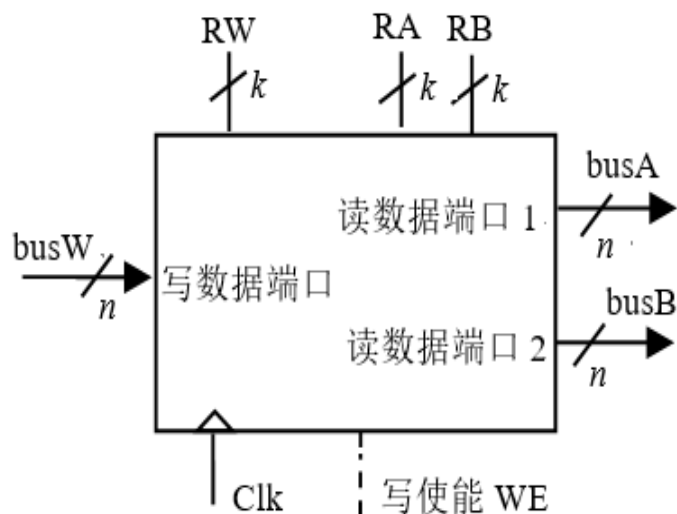 RW
RA RB
k
k
k
busA
读数据端口 1
n
busW
n
写数据端口
busB
读数据端口 2
n
Clk
写使能 WE